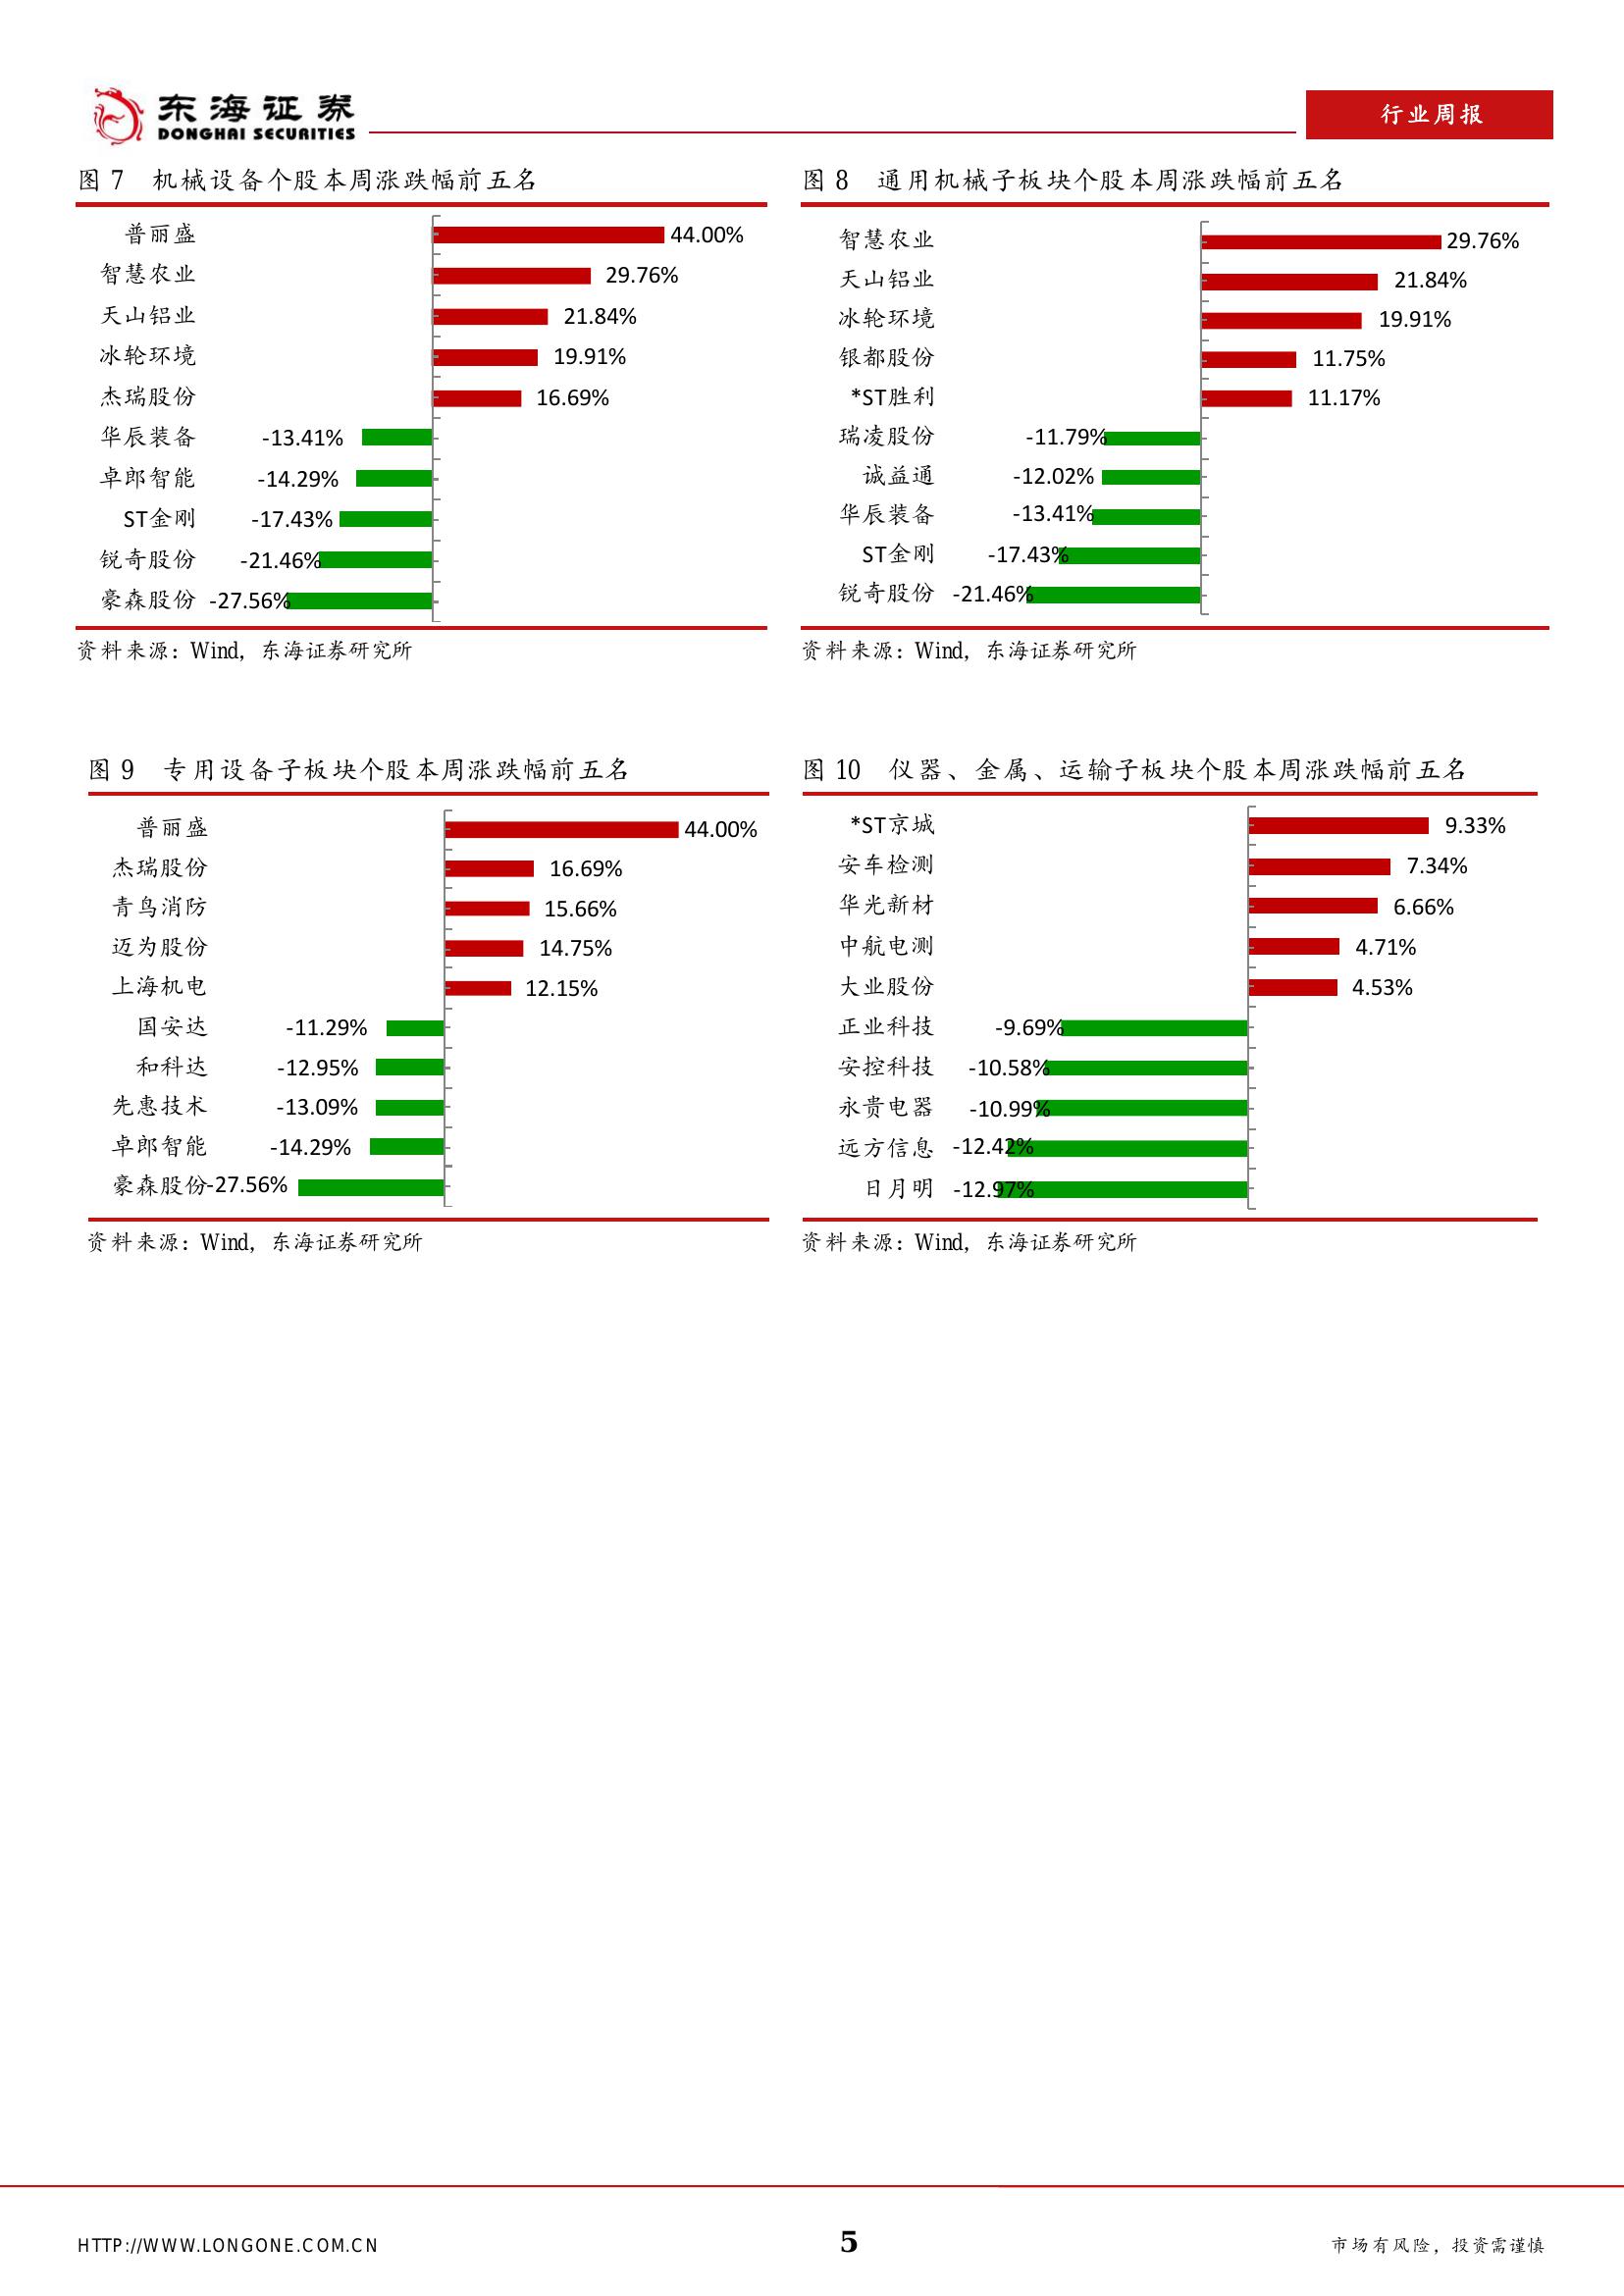 东海证券
DONGHAI SECURITIES
行业周报
图 7 机械设备个股本周涨跌幅前五名
普丽盛 44.00%
智慧农业 29.76%
天山铝业 21.84%
冰轮环境 19.91%
杰瑞股份 16.69%
华辰装备 -13.41%
卓郎智能 -14.29%
ST金刚 -17.43%
锐奇股份 -21.46%
豪森股份 -27.56%
资料来源：Wind，东海证券研究所
图 8 通用机械子板块个股本周涨跌幅前五名
智慧农业 29.76%
天山铝业 21.84%
冰轮环境 19.91%
银都股份 11.75%
*ST胜利 11.17%
瑞凌股份 -11.79%
诚益通 -12.02%
华辰装备 -13.41%
ST金刚 -17.43%
锐奇股份 -21.46%
资料来源：Wind，东海证券研究所
图 9 专用设备子板块个股本周涨跌幅前五名
普丽盛 44.00%
杰瑞股份 16.69%
青鸟消防 15.66%
迈为股份 14.75%
上海机电 12.15%
国安达 -11.29%
和科达 -12.95%
先惠技术 -13.09%
卓郎智能 -14.29%
豪森股份 -27.56%
资料来源：Wind，东海证券研究所
图 10 仪器、金属、运输子板块个股本周涨跌幅前五名
*ST京城 9.33%
安车检测 7.34%
华光新材 6.66%
中航电测 4.71%
大业股份 4.53%
正业科技 -9.69%
安控科技 -10.58%
永贵电器 -10.99%
远方信息 -12.42%
日月明 -12.97%
资料来源：Wind，东海证券研究所
HTTP://WWW.LONGONE.COM.CN
5
市场有风险，投资需谨慎